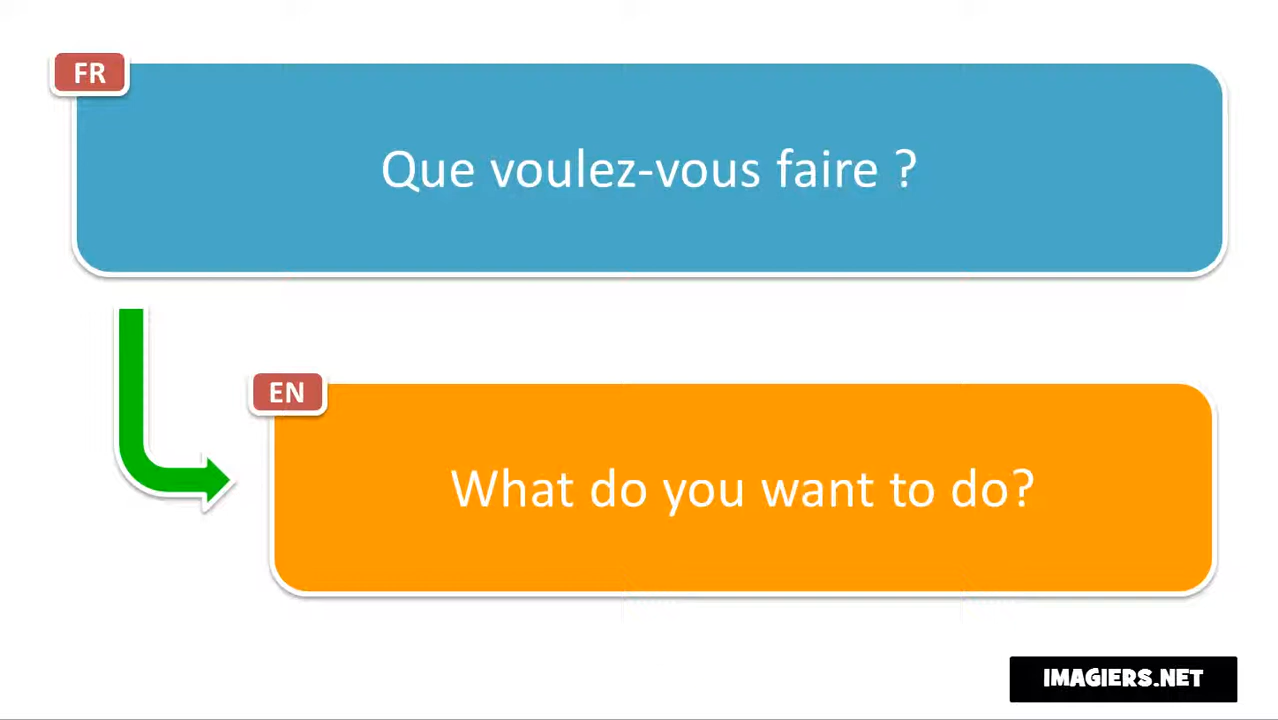 FR
Que voulez-vous faire ?
EN
What do you want to do?
IMAGIERS.NET